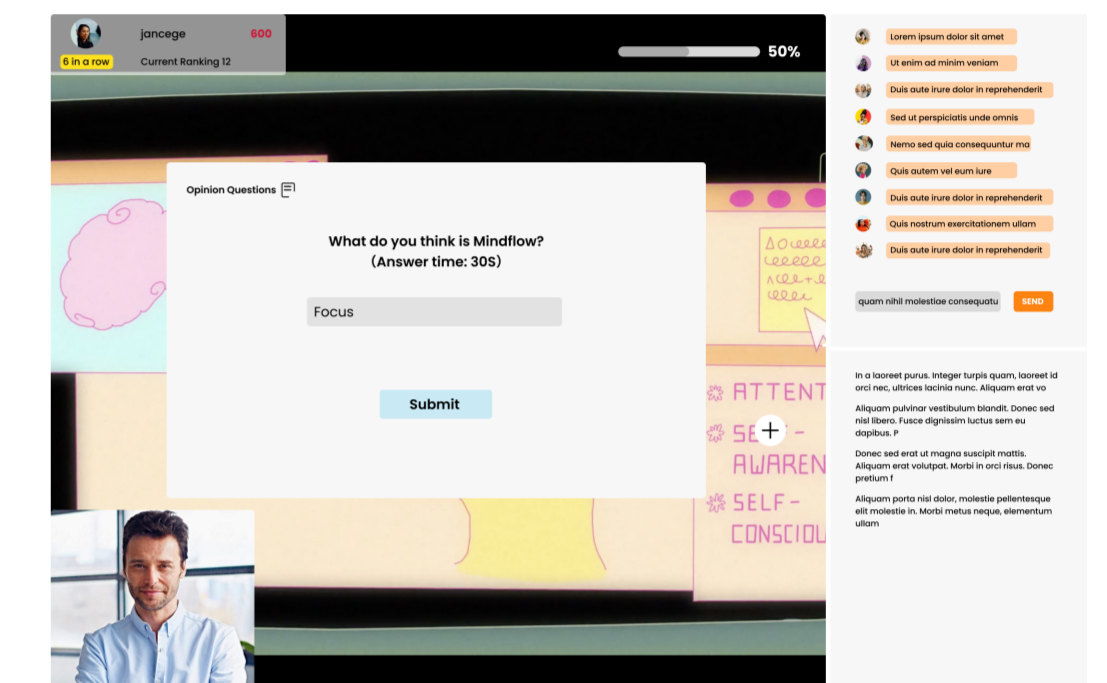 jancege
600
6 in a row
Current Ranking 12
50%
Opinion Questions
What do you think is Mindflow?
(Answer time: 30S)
Focus
Submit
ATTENT
-
AWAREN
SELF-
CONSCIOU
Lorem ipsum dolor sit amet
Ut enim ad minim veniam
Duis aute irure dolor in reprehenderit
Sed ut perspiciatis unde omnis
Nemo sed quia consequuntur ma
Quis autem vel eum iure
Duis aute irure dolor in reprehenderit
Quis nostrum exercitationem ullam
Duis aute irure dolor in reprehenderit
quam nihil molestiae consequatu
SEND
In a laoreet purus. Integer turpis quam, laoreet id
orci nec, ultrices lacinia nunc. Aliquam erat vo
Aliquam pulvinar vestibulum blandit. Donec sed
nisl libero. Fusce dignissim luctus sem eu
dapibus. P
Donec sed erat ut magna suscipit mattis.
Aliquam erat volutpat. Morbi in orci risus. Donec
pretium f
Aliquam porta nisl dolor, molestie pellentesque
elit molestie in. Morbi metus neque, elementum
ullam